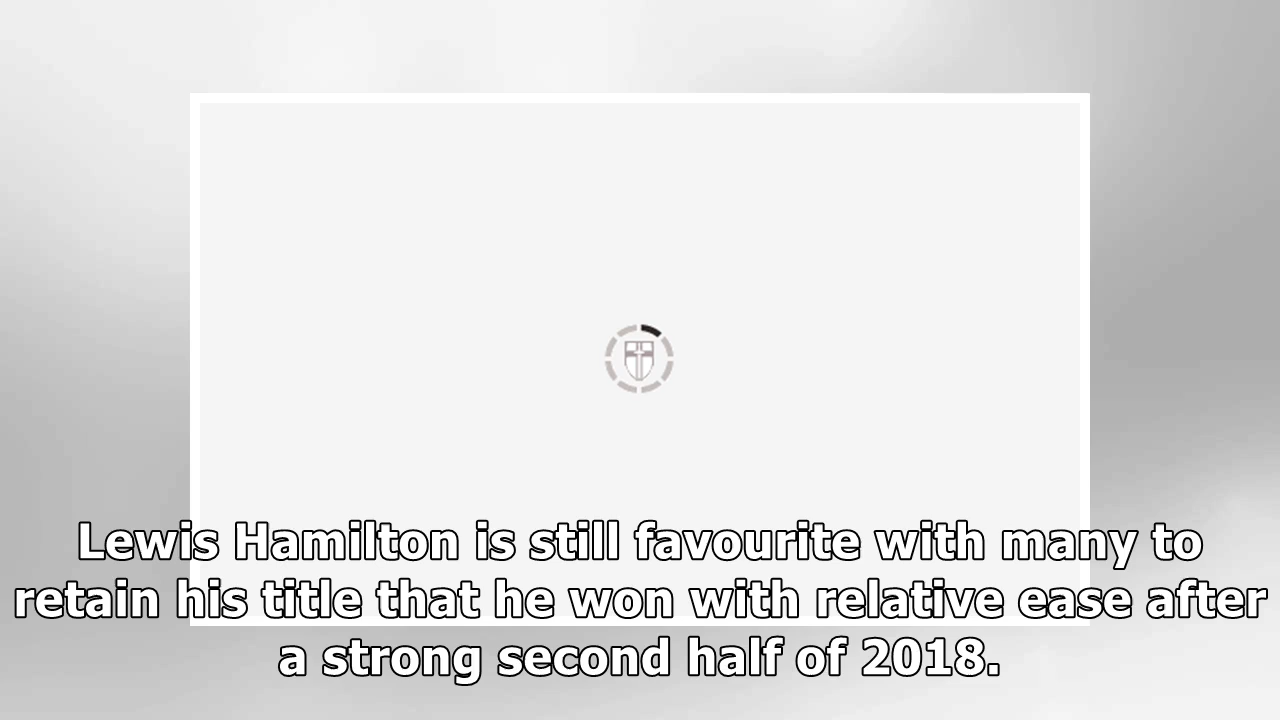 Lewis Hamilton is still favourite with many to
retain his title that he won with relative ease after
a strong second half of 2018.